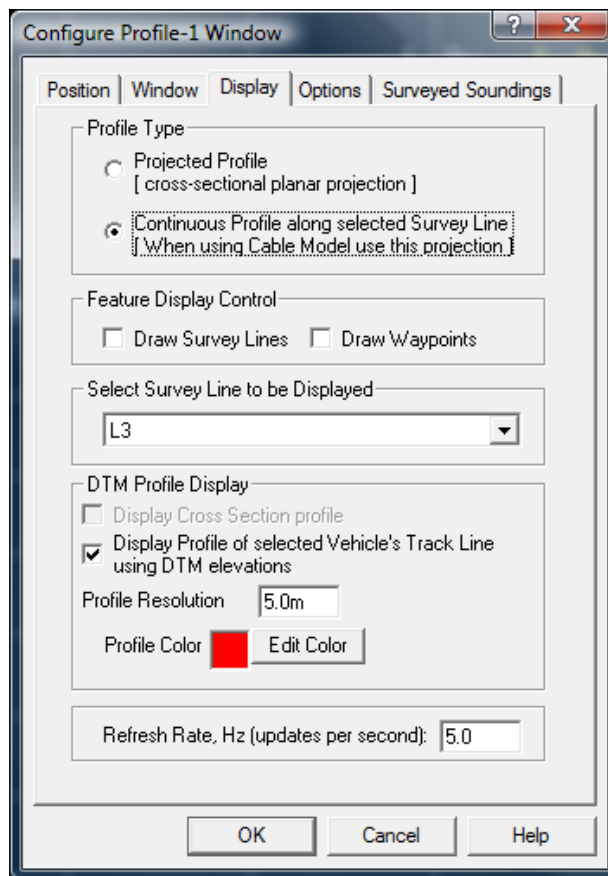 Configure Profile-1 Window
?
X
Position Window Display Options Surveyed Soundings
Profile Type
Projected Profile
[ cross-sectional planar projection ]
Continuous Profile along selected Survey Line
[ When using Cable Model use this projection ]
Feature Display Control
Draw Survey Lines Draw Waypoints
Select Survey Line to be Displayed
L3
DTM Profile Display
Display Cross Section profile
Display Profile of selected Vehicle's Track Line
using DTM elevations
Profile Resolution 5.0m
Profile Color Edit Color
Refresh Rate, Hz (updates per second): 5.0
OK Cancel Help